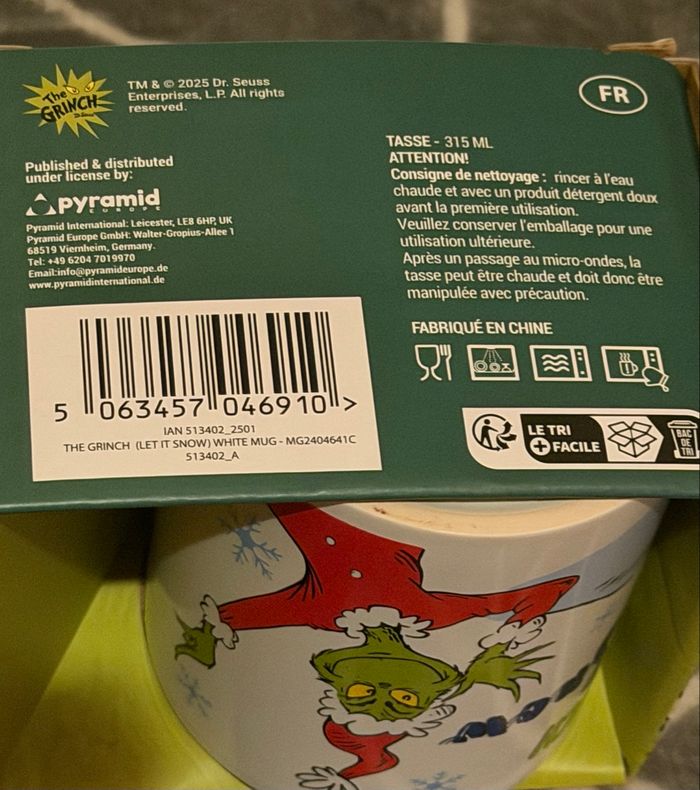 The
GRINCH
TM & © 2025 Dr. Seuss
Enterprises, L.P. All rights
reserved.
Published & distributed
under license by:
pyramid
EUROPE
Pyramid International: Leicester, LE8 6HP, UK
Pyramid Europe GmbH: Walter-Gropius-Allee 1
68519 Viernheim, Germany.
Tel: +49 6204 7019970
Email:info@pyramideurope.de
www.pyramidinternational.de
5 063457 046910 >
IAN 513402_2501
THE GRINCH (LET IT SNOW) WHITE MUG - MG2404641C
513402_A
FR
TASSE - 315 ML
ATTENTION!
Consigne de nettoyage : rincer à l'eau
chaude et avec un produit détergent doux
avant la première utilisation.
Veuillez conserver l'emballage pour une
utilisation ultérieure.
Après un passage au micro-ondes, la
tasse peut être chaude et doit donc être
manipulée avec précaution.
FABRIQUÉ EN CHINE
LE TRI
+ FACILE
BAC
DE
TRI